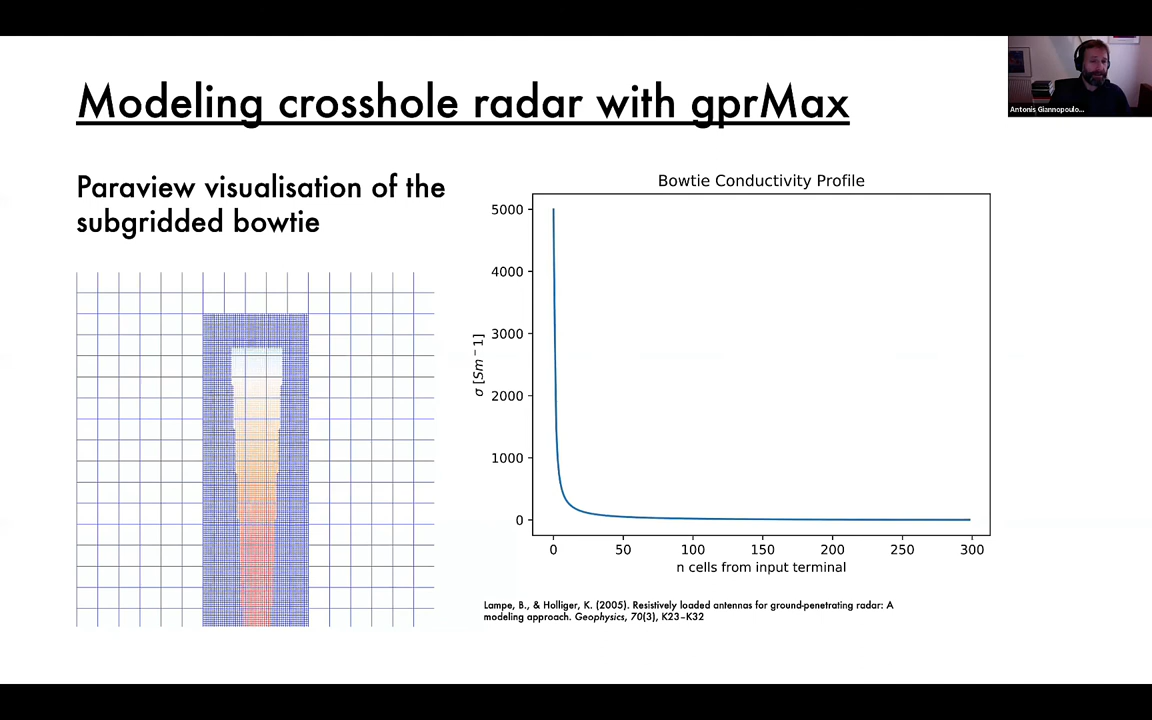 Modeling crosshole radar with gprMax
Antonis Giannopoulo...
Paraview visualisation of the
subgridded bowtie
Bowtie Conductivity Profile
5000
4000
3000
2000
1000
0
σ [Sm − 1]
0 50 100 150 200 250 300
n cells from input terminal
Lampe, B., & Holliger, K. (2005). Resistively loaded antennas for ground-penetrating radar: A
modeling approach. Geophysics, 70(3), K23–K32